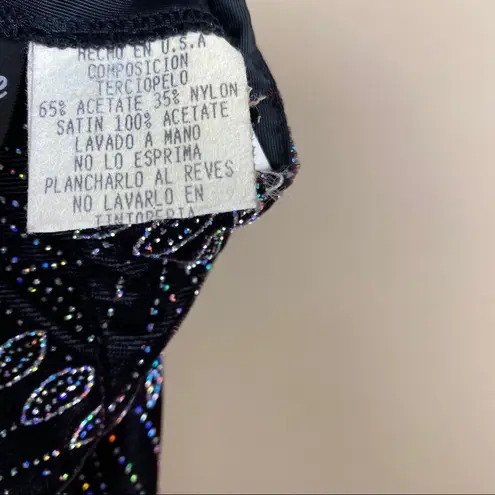 HECHO EN U.S.A
COMPOSICION
TERCIOPELO
65% ACETATE 35% NYLON
SATIN 100% ACETATE
LAVADO A MANO
NO LO ESPRIMA
PLANCHARLO AL REVES
NO LAVARLO EN
TINTORERIA